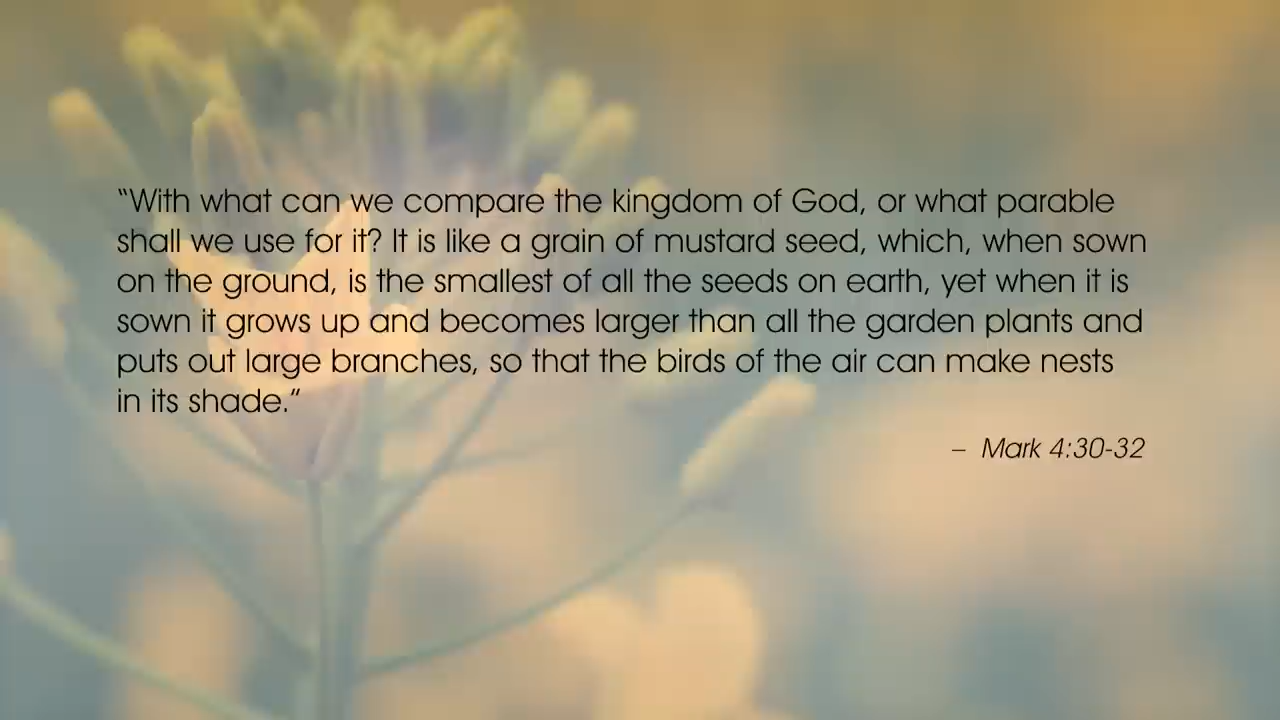 “With what can we compare the kingdom of God, or what parable
shall we use for it? It is like a grain of mustard seed, which, when sown
on the ground, is the smallest of all the seeds on earth, yet when it is
sown it grows up and becomes larger than all the garden plants and
puts out large branches, so that the birds of the air can make nests
in its shade.”
– Mark 4:30-32